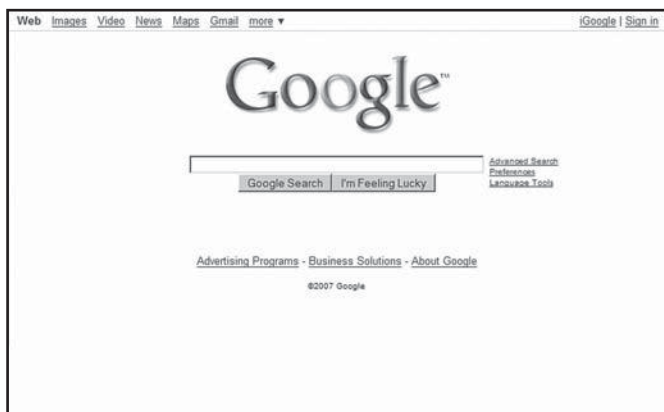 Web Images Video News Maps Gmail more ▼ iGoogle | Sign in
Google™
Advanced Search
Preferences
Language Tools
Google Search I'm Feeling Lucky
Advertising Programs - Business Solutions - About Google
©2007 Google